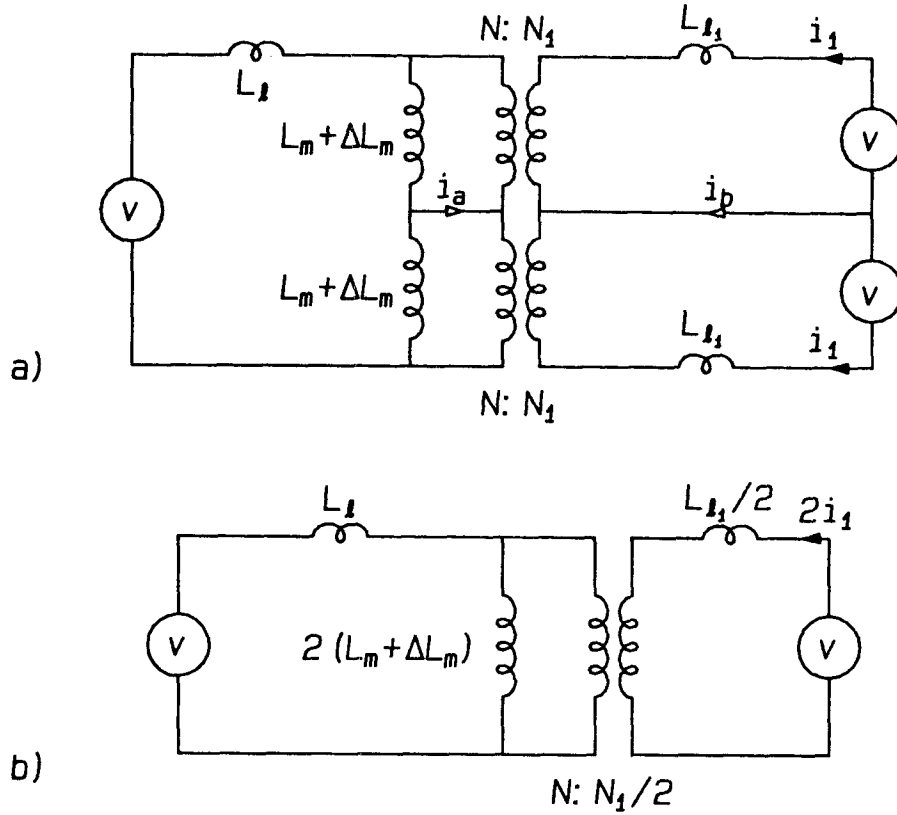 N: N₁
L_ℓ₁
i₁
L_ℓ
L_m + ΔL_m
v
i_a
i_b
v
L_m + ΔL_m
v
L_ℓ₁
i₁
a)
N: N₁
L_ℓ
L_ℓ₁/2
2i₁
v
2 (L_m + ΔL_m)
v
b)
N: N₁/2